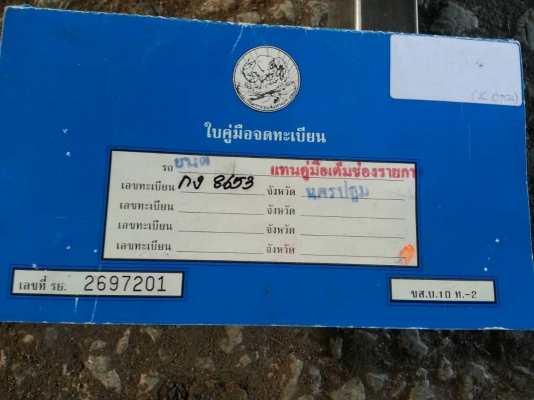 ใบคู่มือจดทะเบียน
รถ ยนต์ แทนคู่มือเต็มช่องรายกา
เลขทะเบียน กง 8653 จังหวัด นครปฐม
เลขทะเบียน จังหวัด
เลขทะเบียน จังหวัด
เลขทะเบียน จังหวัด
เลขที่ รย. 2697201
ขส.บ.10 ท.-2